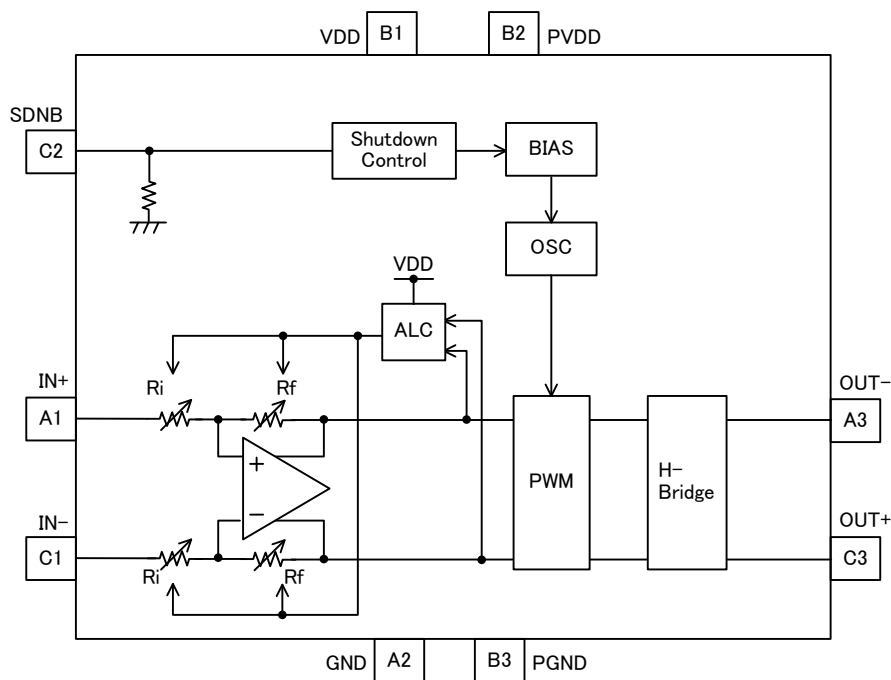 VDD B1 B2 PVDD
SDNB
C2
Shutdown
Control
BIAS
OSC
VDD
ALC
IN+
A1
Ri
Rf
OUT-
A3
+
PWM
H-
Bridge
-
IN-
C1
Ri
Rf
OUT+
C3
GND A2 B3 PGND